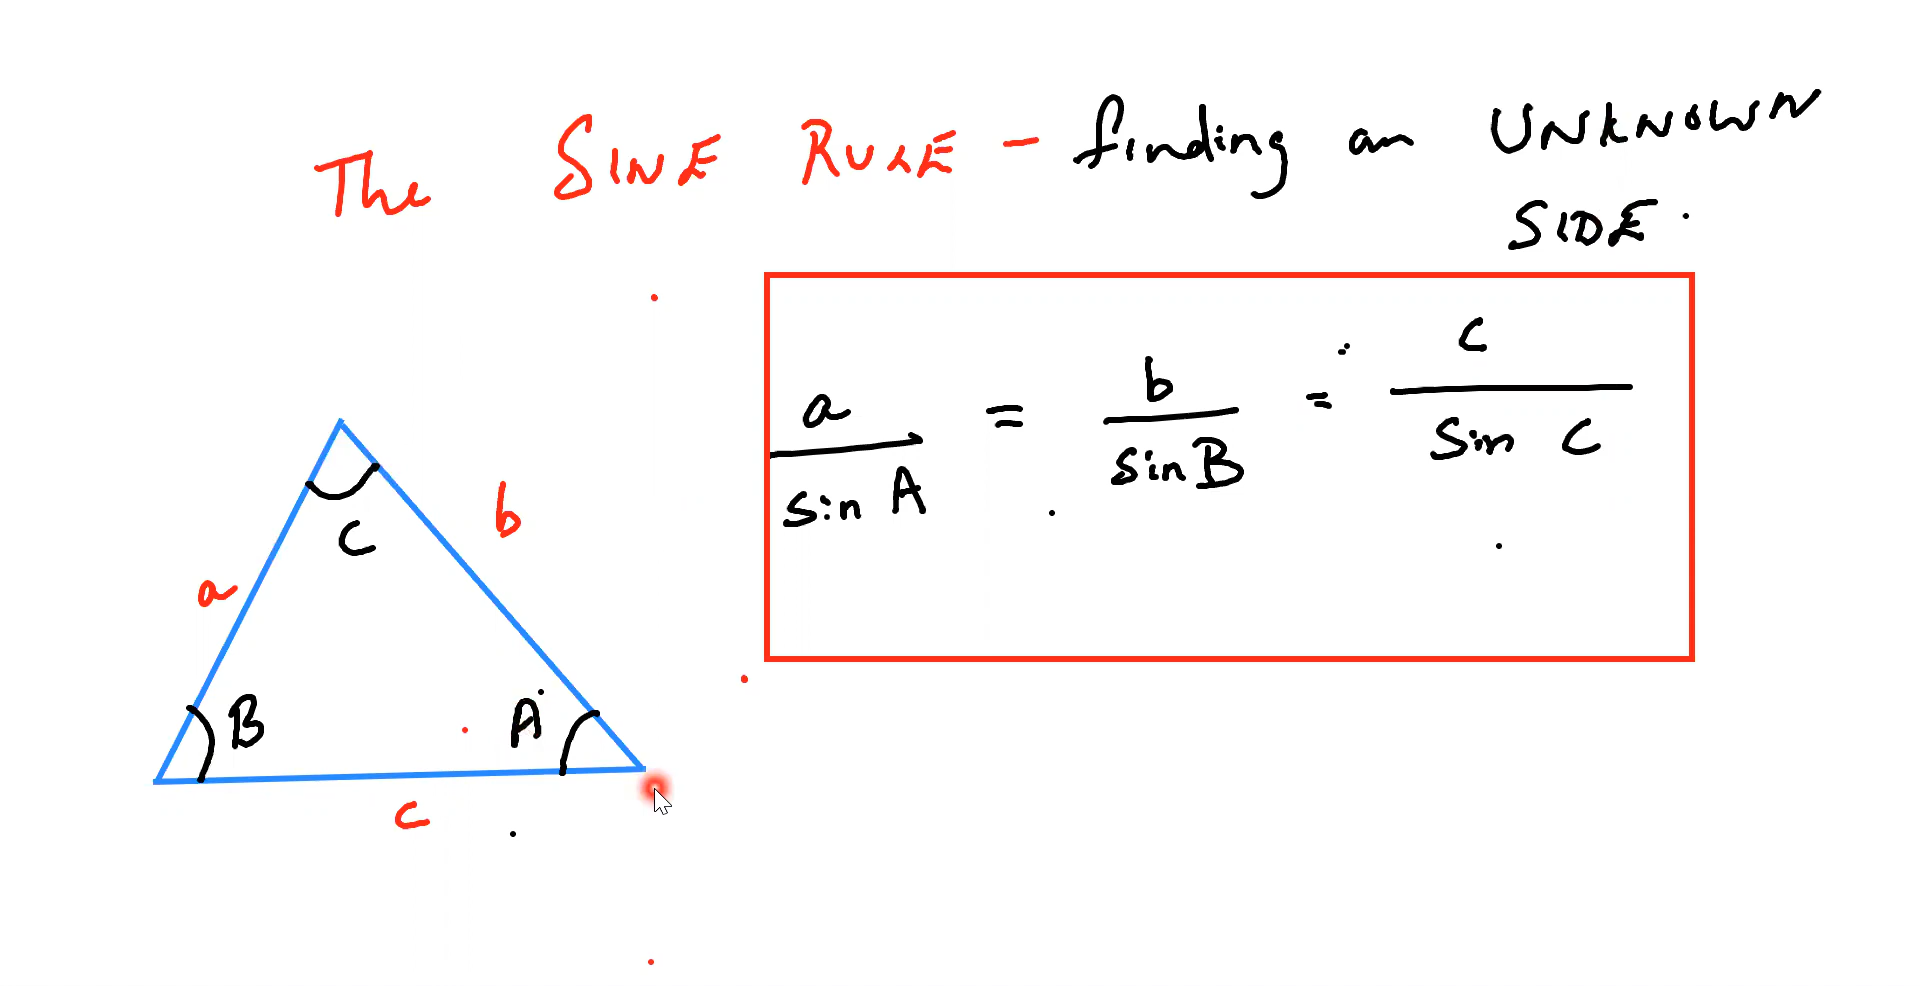 The SINE RULE - finding an UNKNOWN
SIDE.
a/sin A = b/sin B = c/sin C
C
b
a
B
A
c